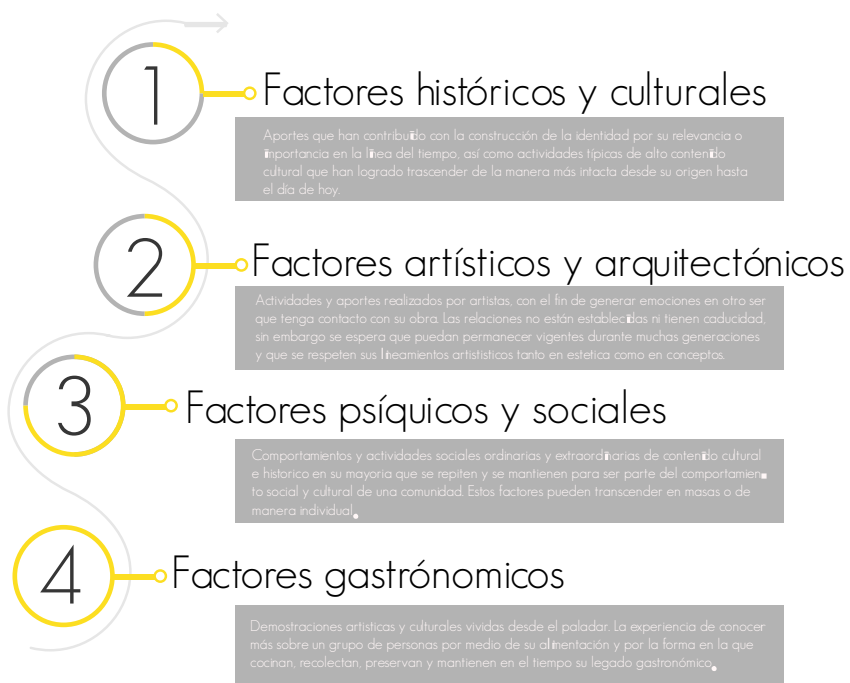 1
Factores históricos y culturales
Aportes que han contribuido con la construcción de la identidad por su relevancia o
importancia en la línea del tiempo, así como actividades típicas de alto contenido
cultural que han logrado trascender de la manera más intacta desde su origen hasta
el día de hoy.
2
Factores artísticos y arquitectónicos
Actividades y aportes realizados por artistas, con el fin de generar emociones en otro ser
que tenga contacto con su obra. Las relaciones no están establecidas ni tienen caducidad,
sin embargo se espera que puedan permanecer vigentes durante muchas generaciones
y que se respeten sus lineamientos artistísticos tanto en estetica como en conceptos.
3
Factores psíquicos y sociales
Comportamientos y actividades sociales ordinarias y extraordinarias de contenido cultural
e historico en su mayoria que se repiten y se mantienen para ser parte del comportamien-
to social y cultural de una comunidad. Estos factores pueden transcender en masas o de
manera individual.
4
Factores gastrónomicos
Demostraciones artisticas y culturales vividas desde el paladar. La experiencia de conocer
más sobre un grupo de personas por medio de su alimentación y por la forma en la que
cocinan, recolectan, preservan y mantienen en el tiempo su legado gastronómico.